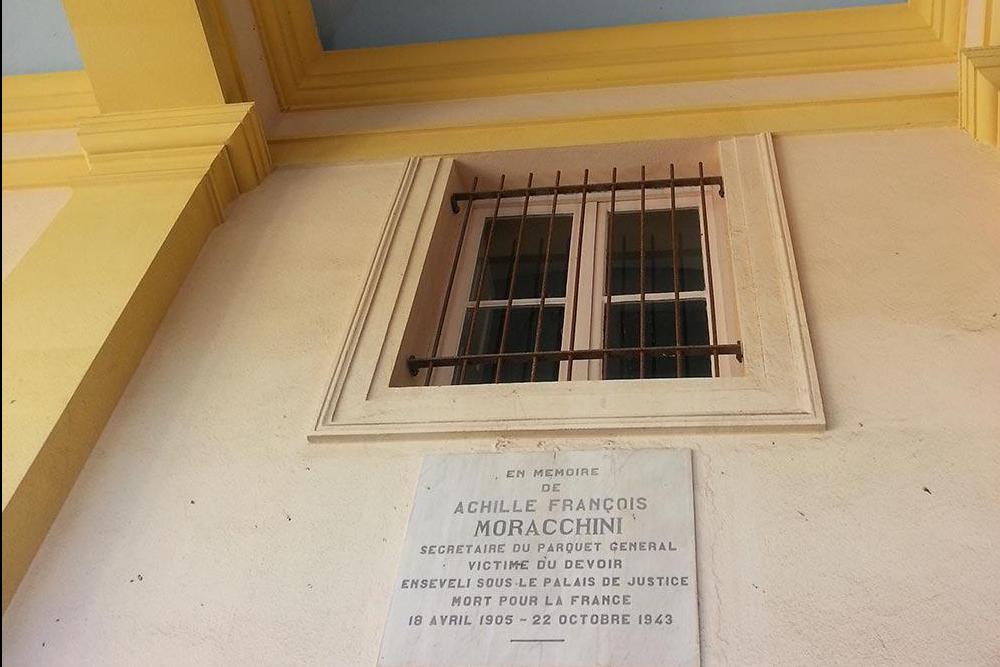 EN MEMOIRE
DE
ACHILLE FRANÇOIS
MORACCHINI
SECRETAIRE DU PARQUET GENERAL
VICTIME DU DEVOIR
ENSEVELI SOUS LE PALAIS DE JUSTICE
MORT POUR LA FRANCE
18 AVRIL 1905 - 22 OCTOBRE 1943